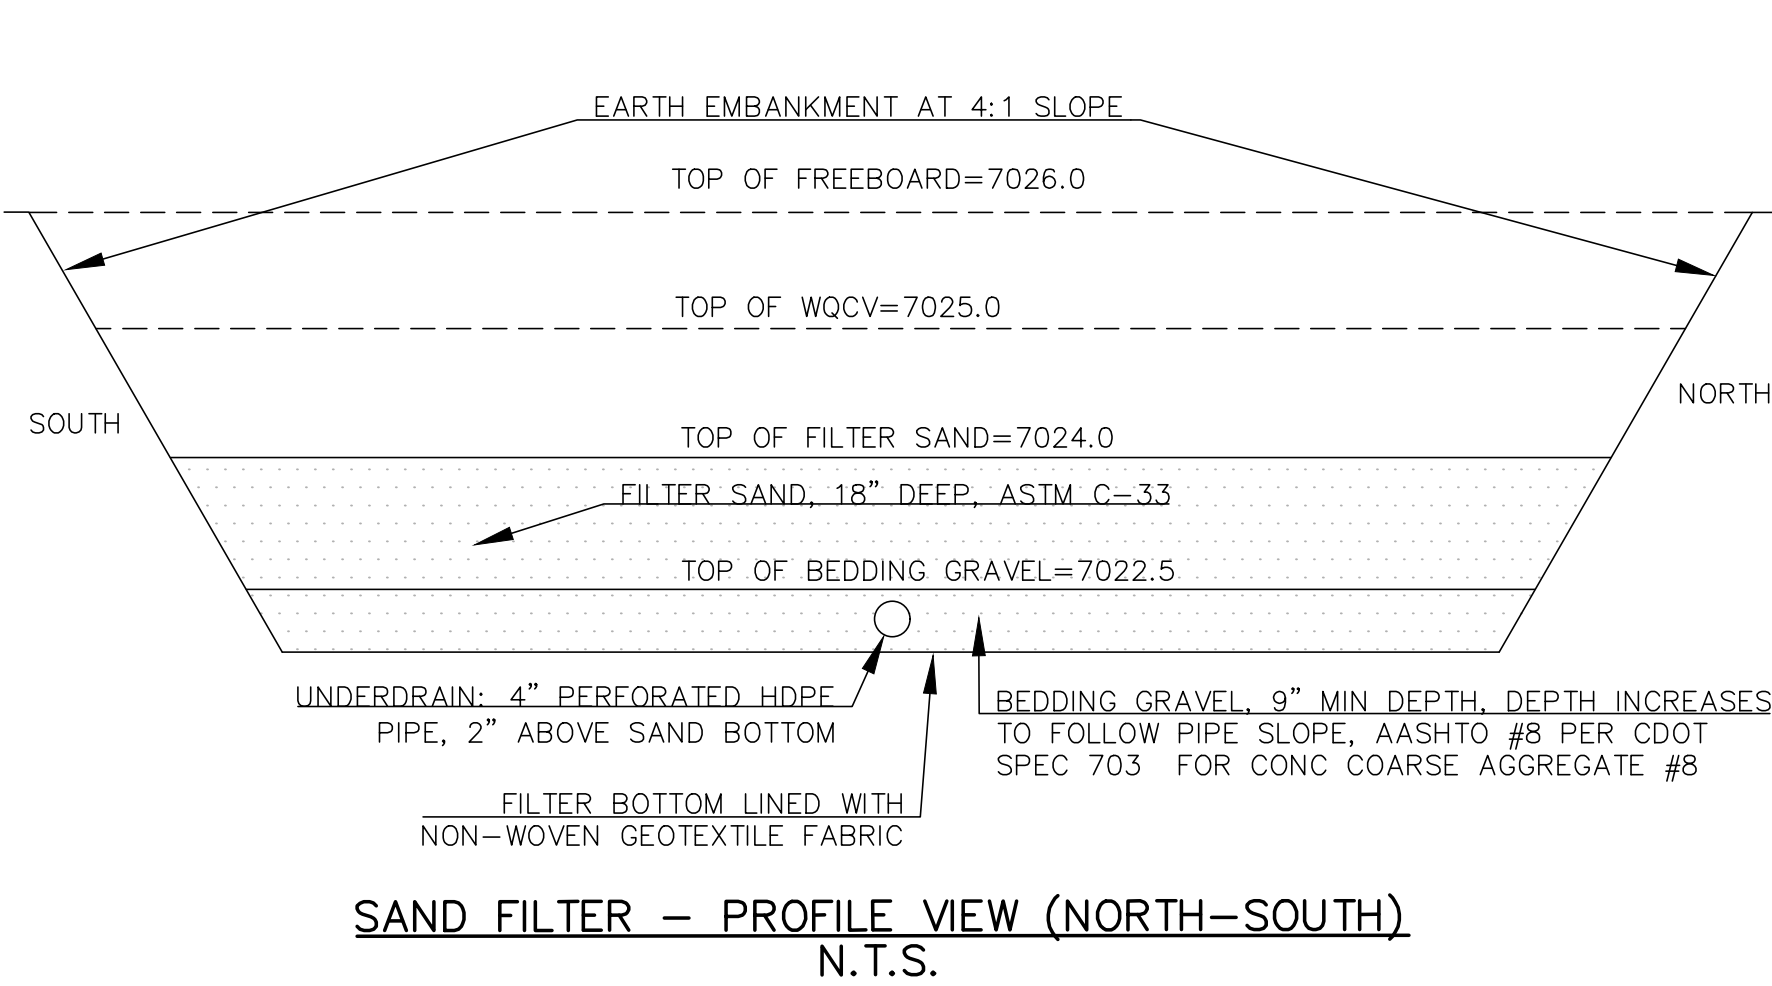 EARTH EMBANKMENT AT 4:1 SLOPE
TOP OF FREEBOARD=7026.0
TOP OF WQCV=7025.0
SOUTH
NORTH
TOP OF FILTER SAND=7024.0
FILTER SAND, 18” DEEP, ASTM C-33
TOP OF BEDDING GRAVEL=7022.5
UNDERDRAIN: 4” PERFORATED HDPE
PIPE, 2” ABOVE SAND BOTTOM
BEDDING GRAVEL, 9” MIN DEPTH, DEPTH INCREASES
TO FOLLOW PIPE SLOPE, AASHTO #8 PER CDOT
SPEC 703 FOR CONC COARSE AGGREGATE #8
FILTER BOTTOM LINED WITH
NON-WOVEN GEOTEXTILE FABRIC
SAND FILTER - PROFILE VIEW (NORTH-SOUTH)
N.T.S.